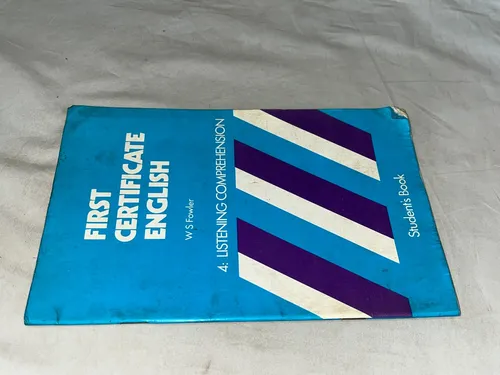 FIRST
CERTIFICATE
ENGLISH
W S Fowler
4: LISTENING COMPREHENSION
Student's Book